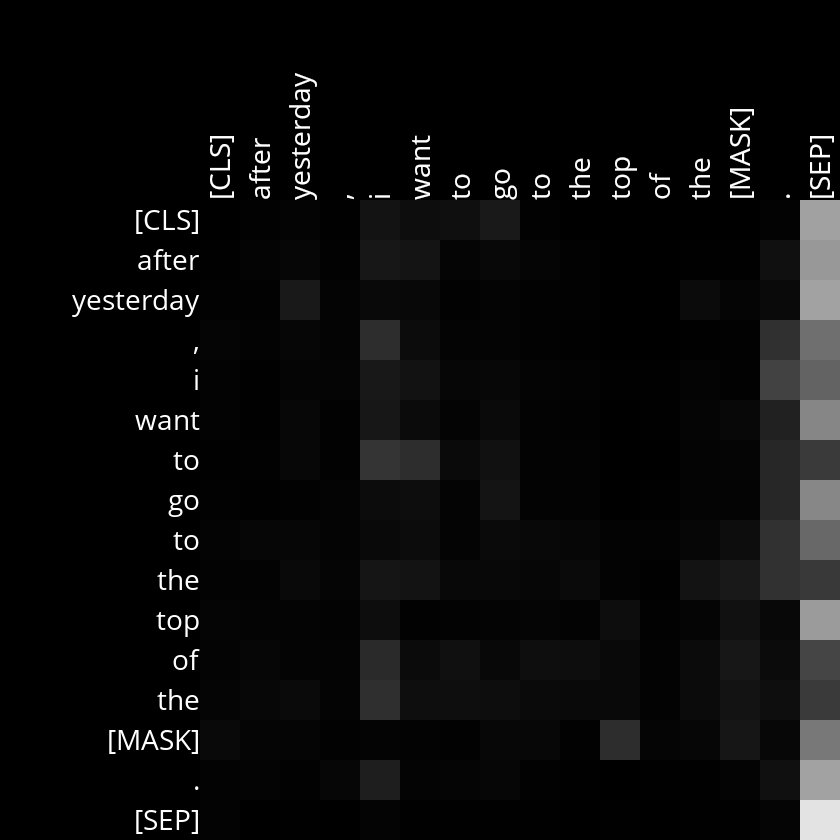 [CLS] after yesterday , i want to go to the top of the [MASK] . [SEP]
[CLS]
after
yesterday
,
i
want
to
go
to
the
top
of
the
[MASK]
.
[SEP]